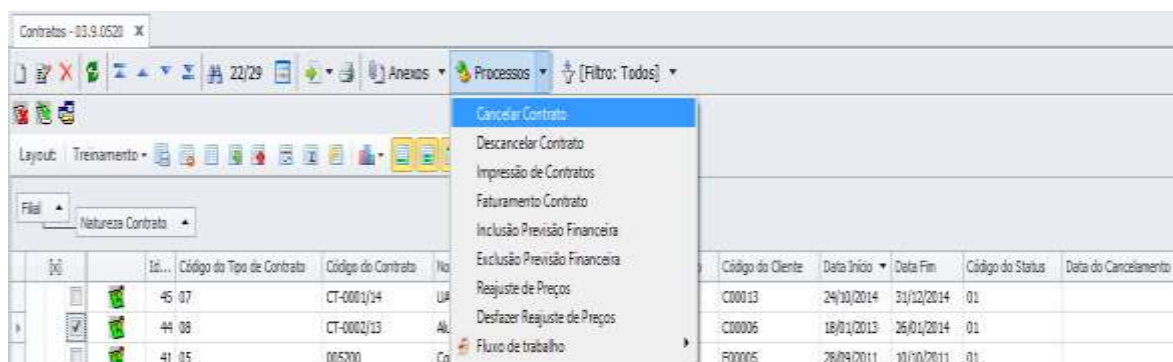 Contratos - 03.9.0520 X
22/29 Anexos Processos [Filtro: Todos]
Cancelar Contrato
Layout: Treinamento
Descancelar Contrato
Impressão de Contratos
Faturamento Contrato
Inclusão Previsão Financeira
Exclusão Previsão Financeira
Reajuste de Preços
Desfazer Reajuste de Preços
Fluxo de trabalho
Filial
Natureza Contrato
[x] Id... Código do Tipo de Contrato Código do Contrato No Código do Cliente Data Início Data Fim Código do Status Data do Cancelamento
45 07 CT-0001/14 UA C00013 24/10/2014 31/12/2014 01
44 08 CT-0002/13 Alu C00006 18/01/2013 26/01/2014 01
41 05 005200 Co F00005 28/09/2011 10/10/2011 01